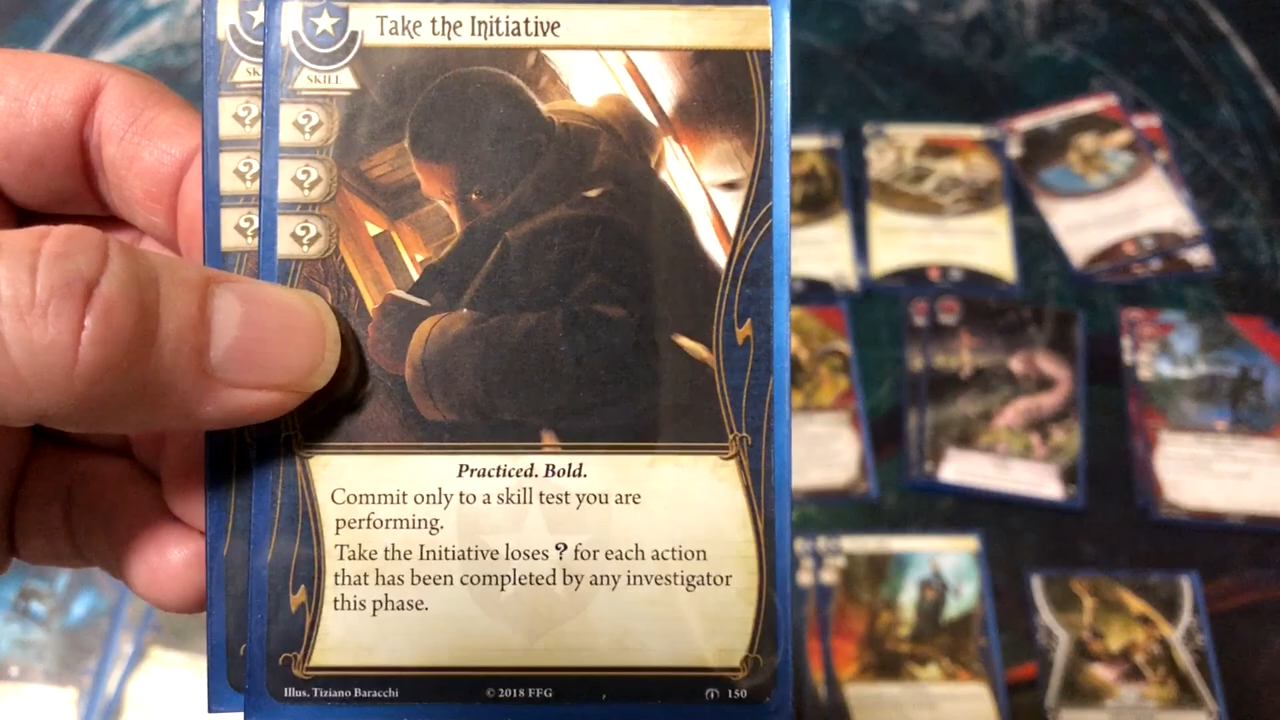 Take the Initiative
SK
SKILL
?
?
?
?
?
?
Practiced. Bold.
Commit only to a skill test you are
performing.
Take the Initiative loses ? for each action
that has been completed by any investigator
this phase.
Illus. Tiziano Baracchi © 2018 FFG 150